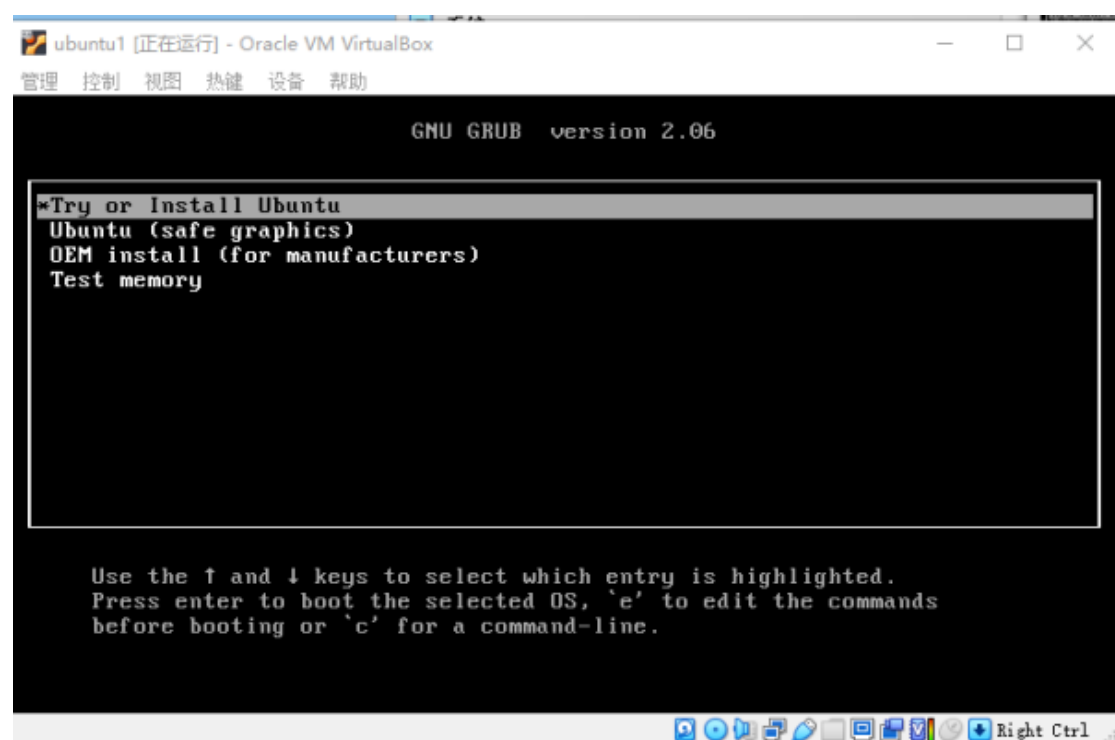 ubuntu1 [正在运行] - Oracle VM VirtualBox
管理 控制 视图 热键 设备 帮助
GNU GRUB version 2.06
*Try or Install Ubuntu
Ubuntu (safe graphics)
OEM install (for manufacturers)
Test memory
Use the ↑ and ↓ keys to select which entry is highlighted.
Press enter to boot the selected OS, `e' to edit the commands
before booting or `c' for a command-line.
Right Ctrl